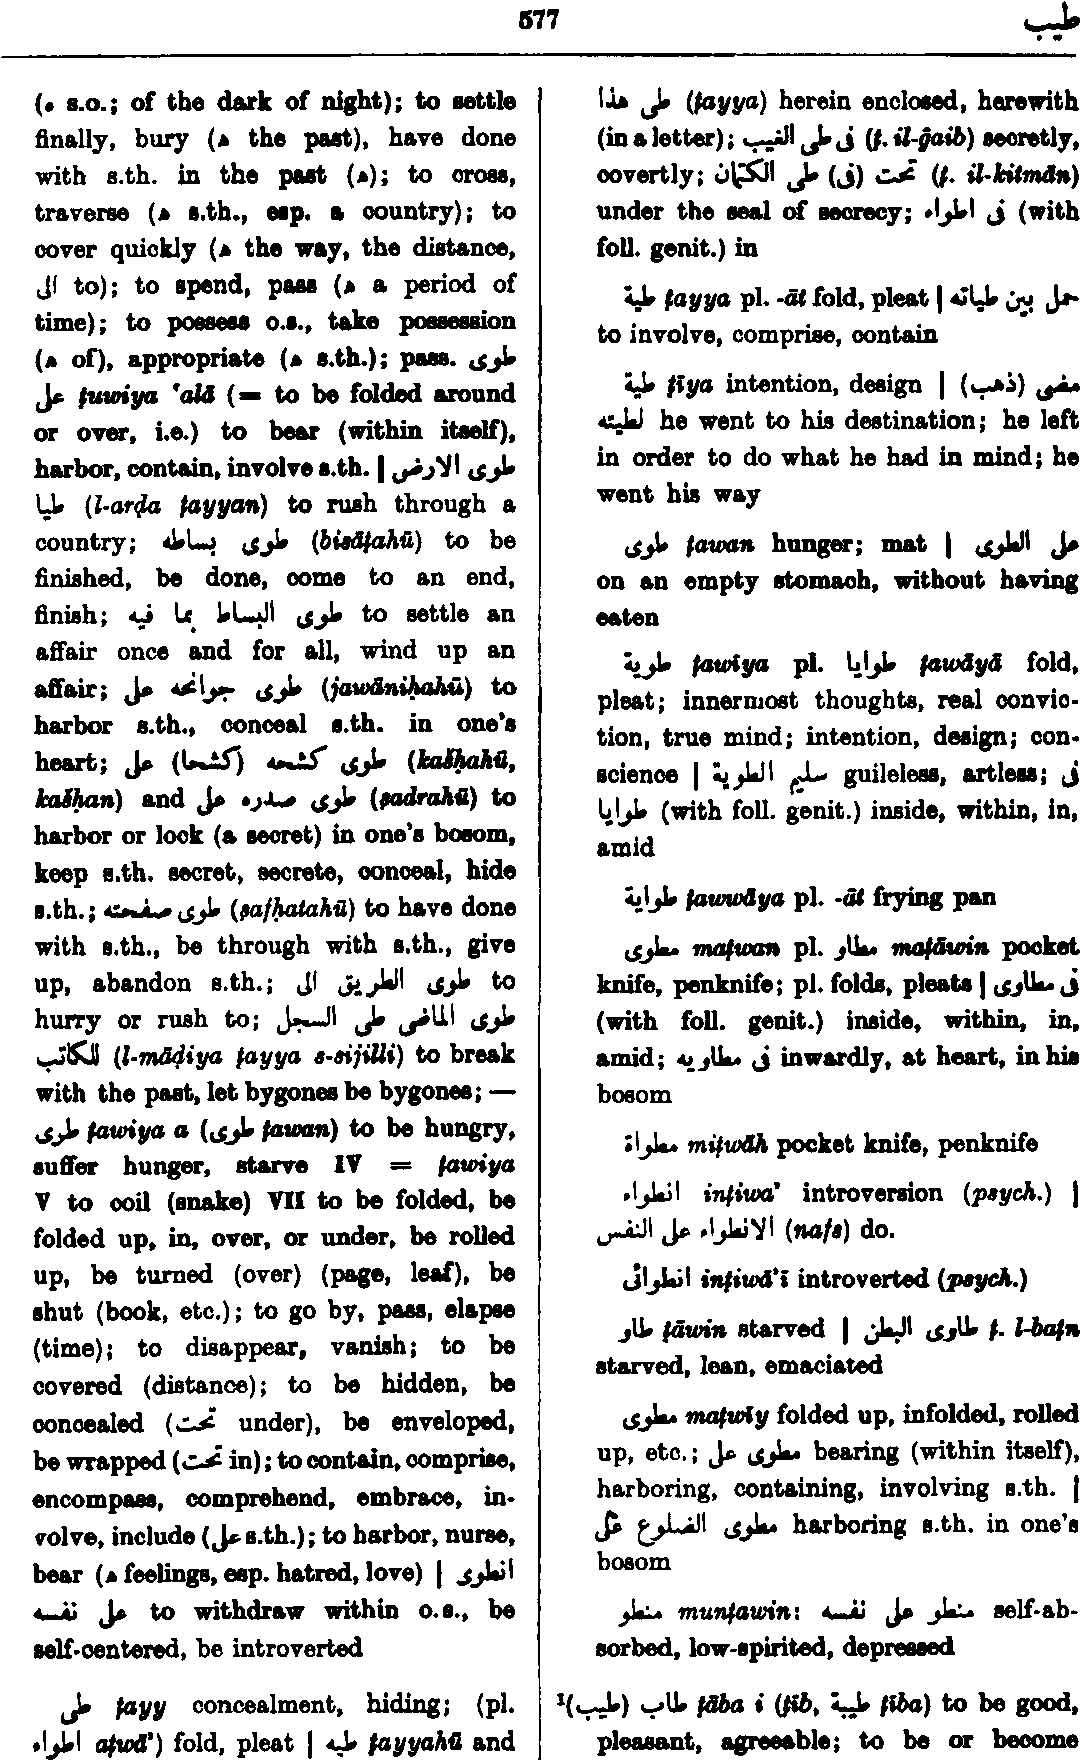 577
طيب
(ه s.o.; of the dark of night); to settle
finally, bury (ه the past), have done
with s.th. in the past (ه); to cross,
traverse (ه s.th., esp. a country); to
cover quickly (ه the way, the distance,
الى to); to spend, pass (ه a period of
time); to possess o.s., take possession
(ه of), appropriate (ه s.th.); pass. طوى
على ṭuwiya ‘alā (= to be folded around
or over, i.e.) to bear (within itself),
harbor, contain, involve s.th. | طوى الارض
طيا (l-arḍa ṭayyan) to rush through a
country; طوى بساطه (bisāṭahū) to be
finished, be done, come to an end,
finish; طوى البساط بما فيه to settle an
affair once and for all, wind up an
affair; طوى جوانحه على (jawāniḥahū) to
harbor s.th., conceal s.th. in one's
heart; طوى كشحه (كشحا) على (kašḥahū,
kašḥan) and طوى صدره على (ṣadrahū) to
harbor or lock (a secret) in one's bosom,
keep s.th. secret, secrete, conceal, hide
s.th.; طوى صفحته (ṣafḥatahū) to have done
with s.th., be through with s.th., give
up, abandon s.th.; طوى الطريق الى to
hurry or rush to; طوى الماضى طى السجل
للكاتب (l-māḍiya ṭayya s-sijilli) to break
with the past, let bygones be bygones; —
طوى ṭawiya a (طوى ṭawan) to be hungry,
suffer hunger, starve IV = ṭawiya
V to coil (snake) VII to be folded, be
folded up, in, over, or under, be rolled
up, be turned (over) (page, leaf), be
shut (book, etc.); to go by, pass, elapse
(time); to disappear, vanish; to be
covered (distance); to be hidden, be
concealed (تحت under), be enveloped,
be wrapped (تحت in); to contain, comprise,
encompass, comprehend, embrace, in-
volve, include (على s.th.); to harbor, nurse,
bear (ه feelings, esp. hatred, love) | انطوى
على نفسه to withdraw within o.s., be
self-centered, be introverted
طى ṭayy concealment, hiding; (pl.
اطواء aṭwā’) fold, pleat | طيه ṭayyahū and
طى هذا (ṭayya) herein enclosed, herewith
(in a letter); فى طى الغيب (ṭ. il-ḡaib) secretly,
covertly; تحت (فى) طى الكتمان (ṭ. il-kitmān)
under the seal of secrecy; فى اطواء (with
foll. genit.) in
طية ṭayya pl. -āt fold, pleat | حمل بين طياته
to involve, comprise, contain
طية ṭīya intention, design | مضى (ذهب)
لطيته he went to his destination; he left
in order to do what he had in mind; he
went his way
طوى ṭawan hunger; mat | على الطوى
on an empty stomach, without having
eaten
طوية ṭawīya pl. طوايا ṭawāyā fold,
pleat; innermost thoughts, real convic-
tion, true mind; intention, design; con-
science | سليم الطوية guileless, artless; فى
طوايا (with foll. genit.) inside, within, in,
amid
طواية ṭawwāya pl. -āt frying pan
مطوى maṭwan pl. مطاو maṭāwin pocket
knife, penknife; pl. folds, pleats | فى مطاوى
(with foll. genit.) inside, within, in,
amid; فى مطاويه inwardly, at heart, in his
bosom
مطواة miṭwāh pocket knife, penknife
انطواء inṭiwa’ introversion (psych.) |
الانطواء على النفس (nafs) do.
انطوائى inṭiwā’ī introverted (psych.)
طاو ṭāwin starved | طاوى البطن ṭ. l-baṭn
starved, lean, emaciated
مطوى maṭwīy folded up, infolded, rolled
up, etc.; مطوى على bearing (within itself),
harboring, containing, involving s.th. |
مطوى الضلوع على harboring s.th. in one's
bosom
منطو munṭawin: منطو على نفسه self-ab-
sorbed, low-spirited, depressed
¹(طيب) طاب ṭāba i (ṭīb, طيبة ṭība) to be good,
pleasant, agreeable; to be or become